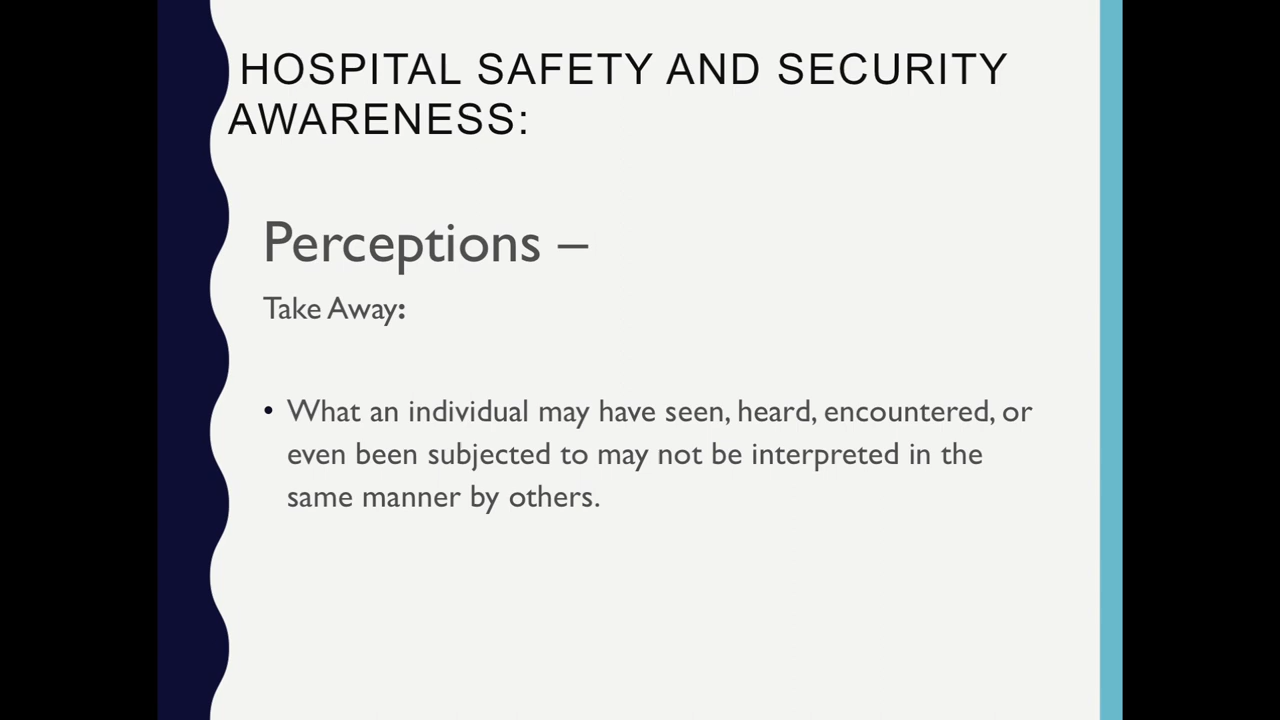 HOSPITAL SAFETY AND SECURITY
AWARENESS:
Perceptions –
Take Away:
• What an individual may have seen, heard, encountered, or
even been subjected to may not be interpreted in the
same manner by others.